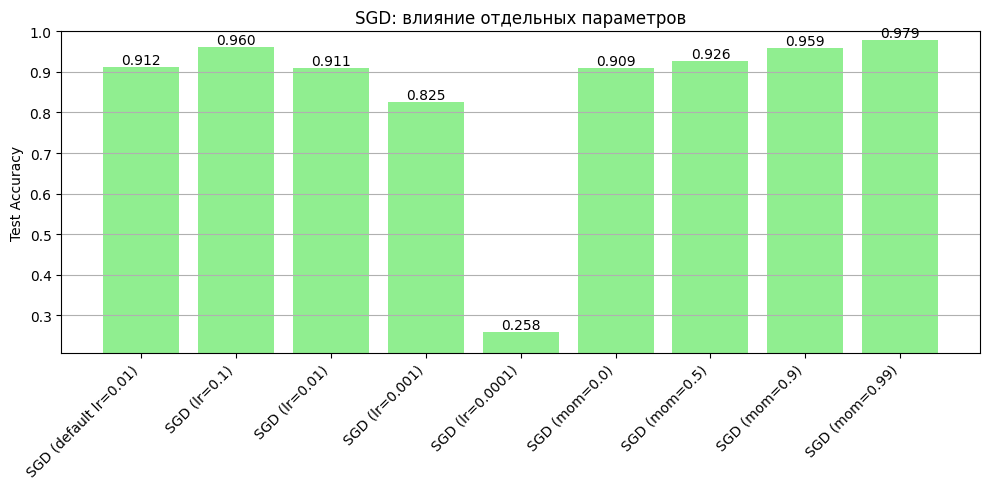 SGD: влияние отдельных параметров
Test Accuracy
1.0
0.9
0.8
0.7
0.6
0.5
0.4
0.3
0.912
0.960
0.911
0.825
0.258
0.909
0.926
0.959
0.979
SGD (default lr=0.01)
SGD (lr=0.1)
SGD (lr=0.01)
SGD (lr=0.001)
SGD (lr=0.0001)
SGD (mom=0.0)
SGD (mom=0.5)
SGD (mom=0.9)
SGD (mom=0.99)